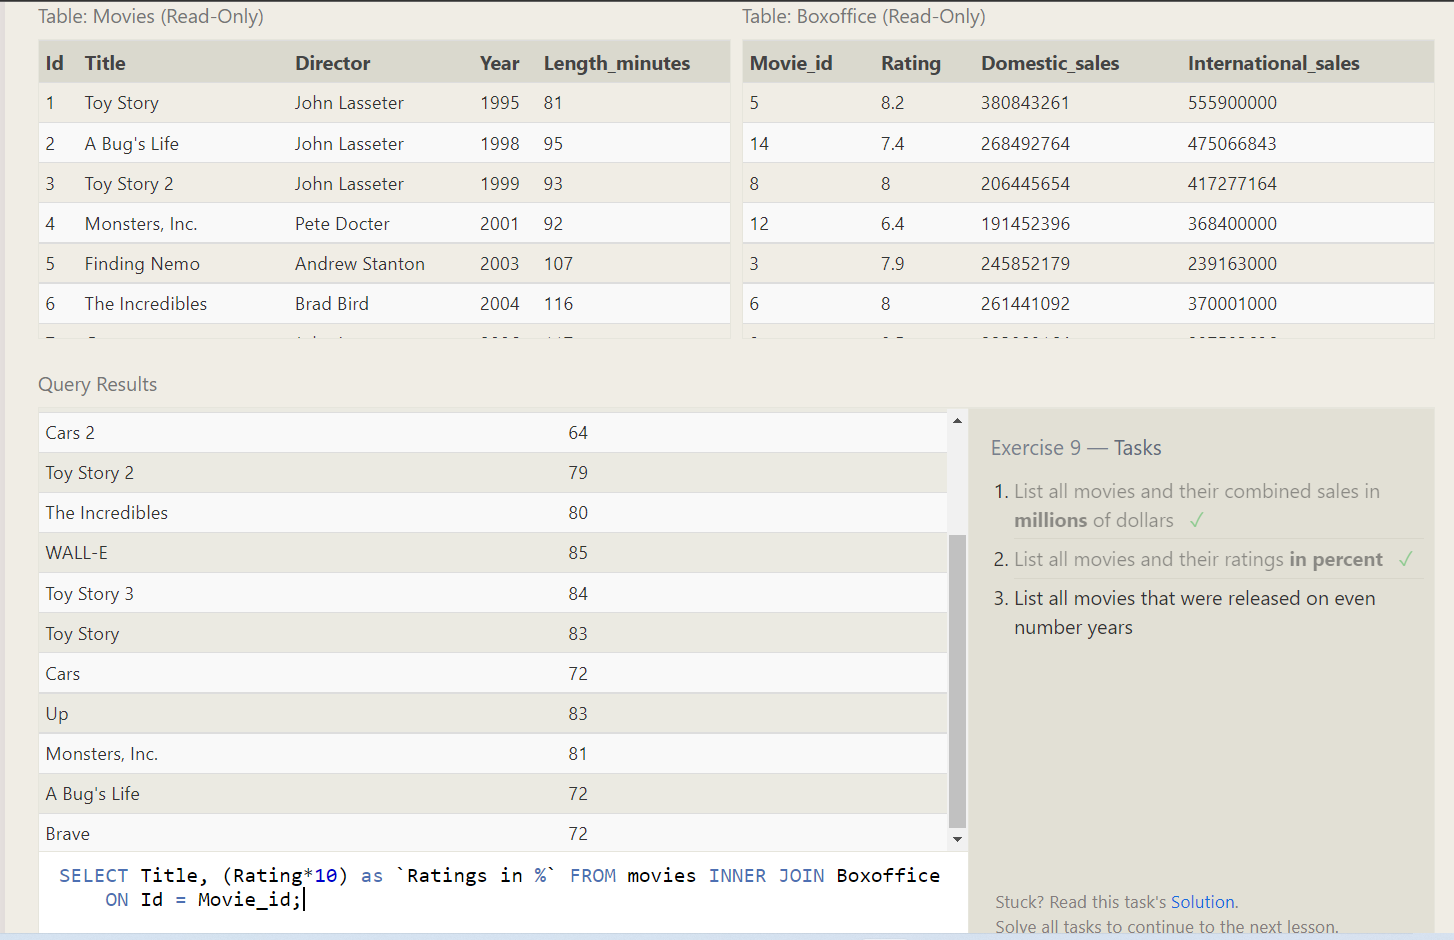 Table: Movies (Read-Only)
Id Title Director Year Length_minutes
1 Toy Story John Lasseter 1995 81
2 A Bug's Life John Lasseter 1998 95
3 Toy Story 2 John Lasseter 1999 93
4 Monsters, Inc. Pete Docter 2001 92
5 Finding Nemo Andrew Stanton 2003 107
6 The Incredibles Brad Bird 2004 116
Table: Boxoffice (Read-Only)
Movie_id Rating Domestic_sales International_sales
5 8.2 380843261 555900000
14 7.4 268492764 475066843
8 8 206445654 417277164
12 6.4 191452396 368400000
3 7.9 245852179 239163000
6 8 261441092 370001000
Query Results
Cars 2 64
Toy Story 2 79
The Incredibles 80
WALL-E 85
Toy Story 3 84
Toy Story 83
Cars 72
Up 83
Monsters, Inc. 81
A Bug's Life 72
Brave 72
SELECT Title, (Rating*10) as `Ratings in %` FROM movies INNER JOIN Boxoffice
ON Id = Movie_id;
Exercise 9 — Tasks
1. List all movies and their combined sales in
millions of dollars ✓
2. List all movies and their ratings in percent ✓
3. List all movies that were released on even
number years
Stuck? Read this task's Solution.
Solve all tasks to continue to the next lesson.